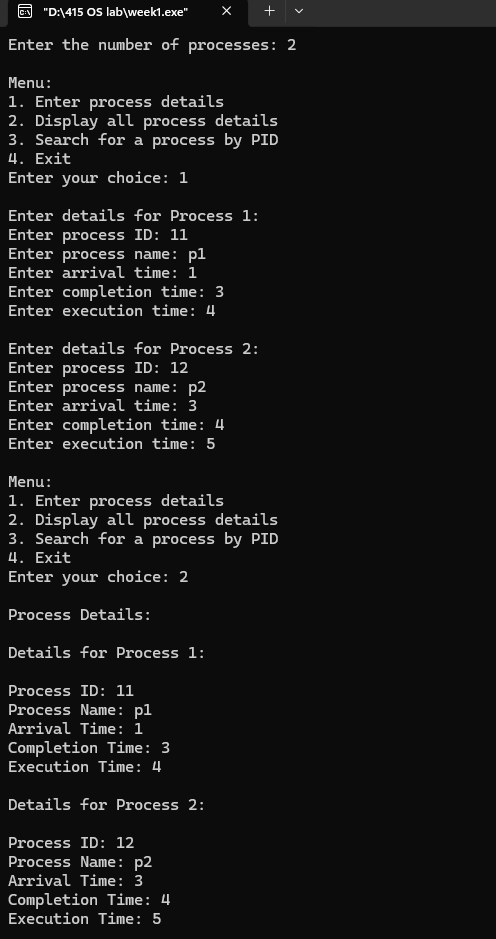 "D:\415 OS lab\week1.exe"
Enter the number of processes: 2
Menu:
1. Enter process details
2. Display all process details
3. Search for a process by PID
4. Exit
Enter your choice: 1
Enter details for Process 1:
Enter process ID: 11
Enter process name: p1
Enter arrival time: 1
Enter completion time: 3
Enter execution time: 4
Enter details for Process 2:
Enter process ID: 12
Enter process name: p2
Enter arrival time: 3
Enter completion time: 4
Enter execution time: 5
Menu:
1. Enter process details
2. Display all process details
3. Search for a process by PID
4. Exit
Enter your choice: 2
Process Details:
Details for Process 1:
Process ID: 11
Process Name: p1
Arrival Time: 1
Completion Time: 3
Execution Time: 4
Details for Process 2:
Process ID: 12
Process Name: p2
Arrival Time: 3
Completion Time: 4
Execution Time: 5